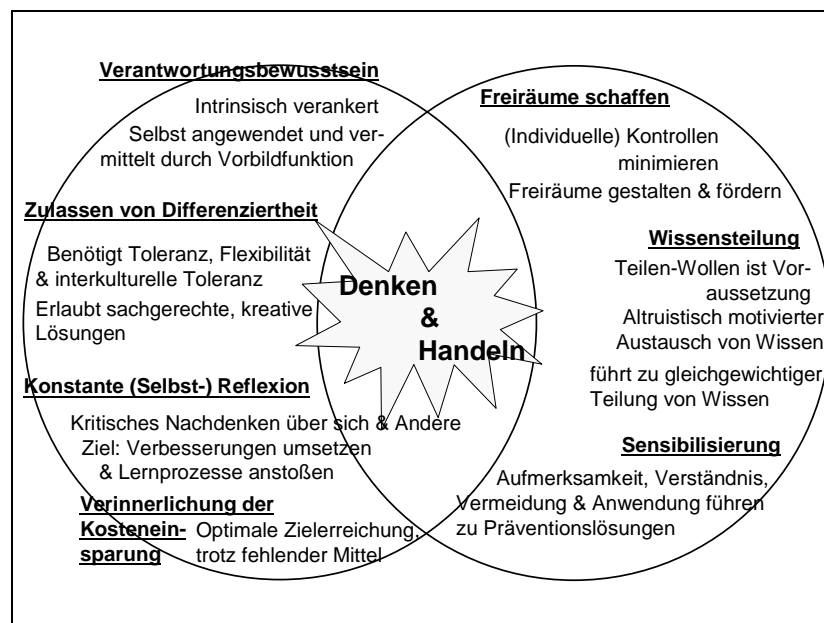 Verantwortungsbewusstsein
Intrinsisch verankert
Selbst angewendet und ver-
mittelt durch Vorbildfunktion
Zulassen von Differenziertheit
Benötigt Toleranz, Flexibilität
& interkulturelle Toleranz
Erlaubt sachgerechte, kreative
Lösungen
Konstante (Selbst-) Reflexion
Kritisches Nachdenken über sich & Andere
Ziel: Verbesserungen umsetzen
& Lernprozesse anstoßen
Verinnerlichung der
Kostenein-
sparung
Optimale Zielerreichung,
trotz fehlender Mittel
Denken
&
Handeln
Freiräume schaffen
(Individuelle) Kontrollen
minimieren
Freiräume gestalten & fördern
Wissensteilung
Teilen-Wollen ist Vor-
aussetzung
Altruistisch motivierter
Austausch von Wissen
führt zu gleichgewichtiger
Teilung von Wissen
Sensibilisierung
Aufmerksamkeit, Verständnis,
Vermeidung & Anwendung führen
zu Präventionslösungen